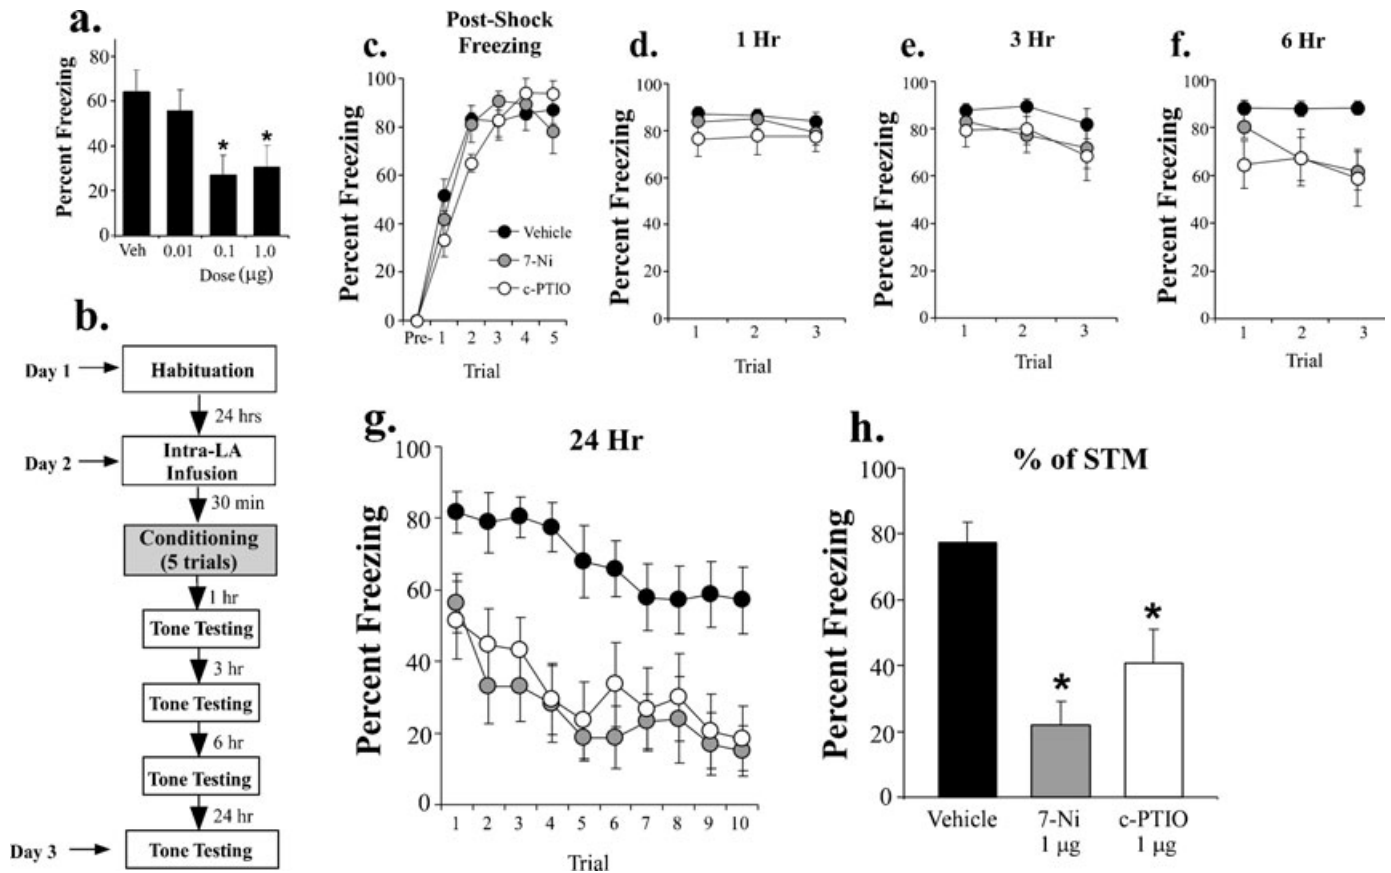 a.
Percent Freezing
80
60
40
20
0
*
*
Veh 0.01 0.1 1.0
Dose (μg)
b.
Day 1
Habituation
24 hrs
Day 2
Intra-LA
Infusion
30 min
Conditioning
(5 trials)
1 hr
Tone Testing
3 hr
Tone Testing
6 hr
Tone Testing
24 hr
Day 3
Tone Testing
c.
Post-Shock
Freezing
Percent Freezing
100
80
60
40
20
0
Vehicle
7-Ni
c-PTIO
Pre- 1 2 3 4 5
Trial
d.
1 Hr
Percent Freezing
100
80
60
40
20
0
1 2 3
Trial
e.
3 Hr
Percent Freezing
100
80
60
40
20
0
1 2 3
Trial
f.
6 Hr
Percent Freezing
100
80
60
40
20
0
1 2 3
Trial
g.
24 Hr
Percent Freezing
100
80
60
40
20
0
1 2 3 4 5 6 7 8 9 10
Trial
h.
% of STM
Percent Freezing
100
80
60
40
20
0
*
*
Vehicle 7-Ni c-PTIO
1 μg 1 μg